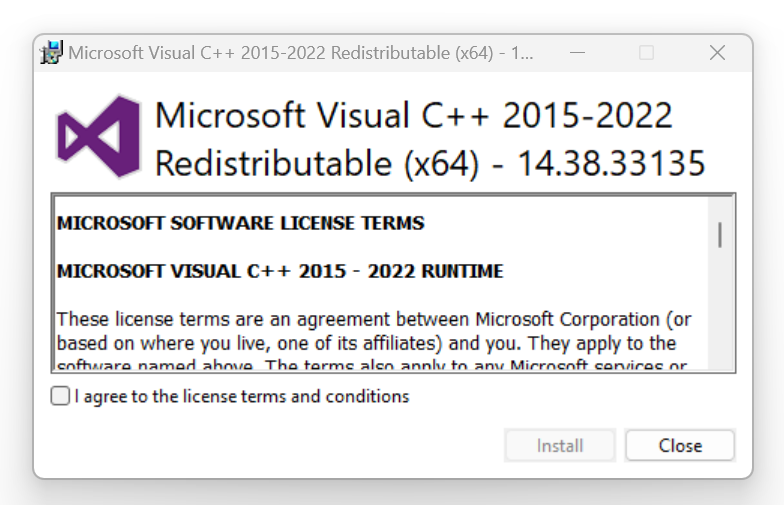 Microsoft Visual C++ 2015-2022 Redistributable (x64) - 1...
Microsoft Visual C++ 2015-2022
Redistributable (x64) - 14.38.33135
MICROSOFT SOFTWARE LICENSE TERMS
MICROSOFT VISUAL C++ 2015 - 2022 RUNTIME
These license terms are an agreement between Microsoft Corporation (or
based on where you live, one of its affiliates) and you. They apply to the
software named above. The terms also apply to any Microsoft services or
I agree to the license terms and conditions
Install
Close